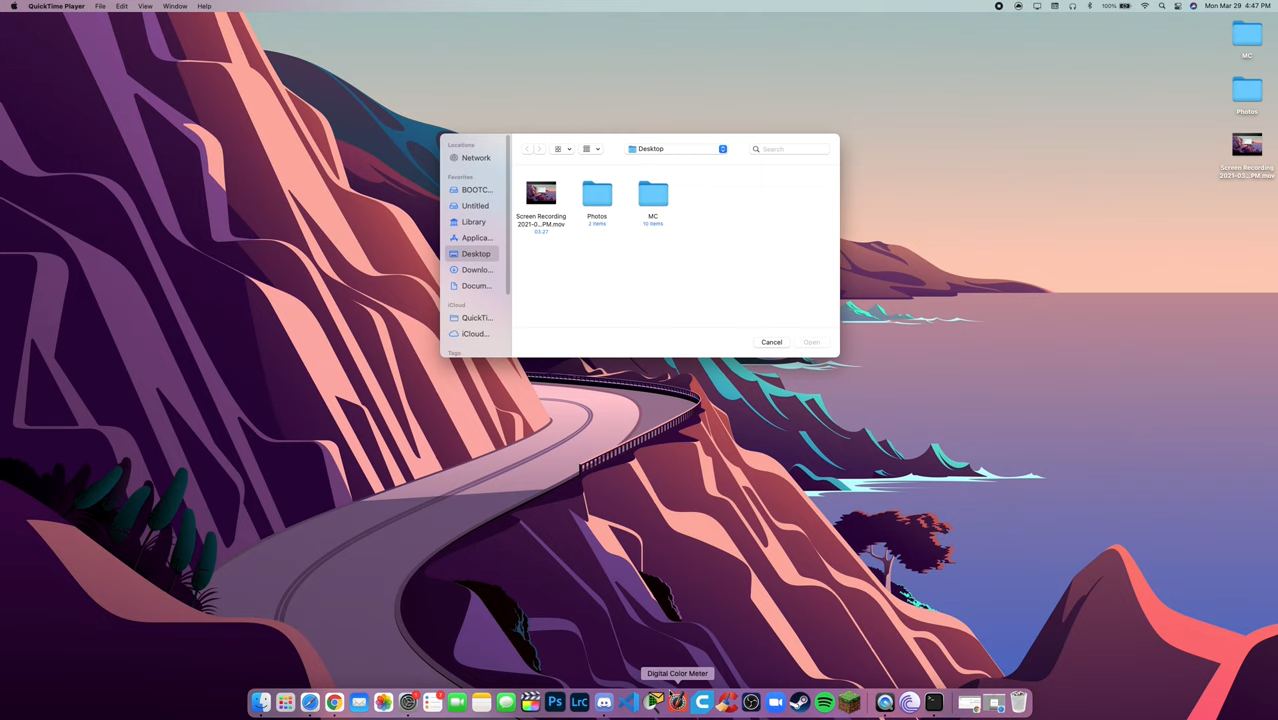 QuickTime Player File Edit View Window Help
100% Mon Mar 29 4:47 PM
MC
Photos
Screen Recording
2021-03...PM.mov
Locations
Network
Favorites
BOOTC...
Untitled
Library
Applica...
Desktop
Downlo...
Docum...
iCloud
QuickTi...
iCloud...
Tags
Desktop
Search
Screen Recording
2021-0...PM.mov
03:27
Photos
2 items
MC
10 items
Cancel Open
Digital Color Meter
Ps LrC